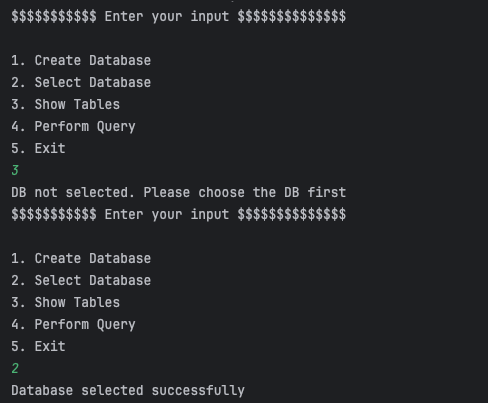 $$$$$$$$$$$ Enter your input $$$$$$$$$$$$$$
1. Create Database
2. Select Database
3. Show Tables
4. Perform Query
5. Exit
3
DB not selected. Please choose the DB first
$$$$$$$$$$$ Enter your input $$$$$$$$$$$$$$
1. Create Database
2. Select Database
3. Show Tables
4. Perform Query
5. Exit
2
Database selected successfully